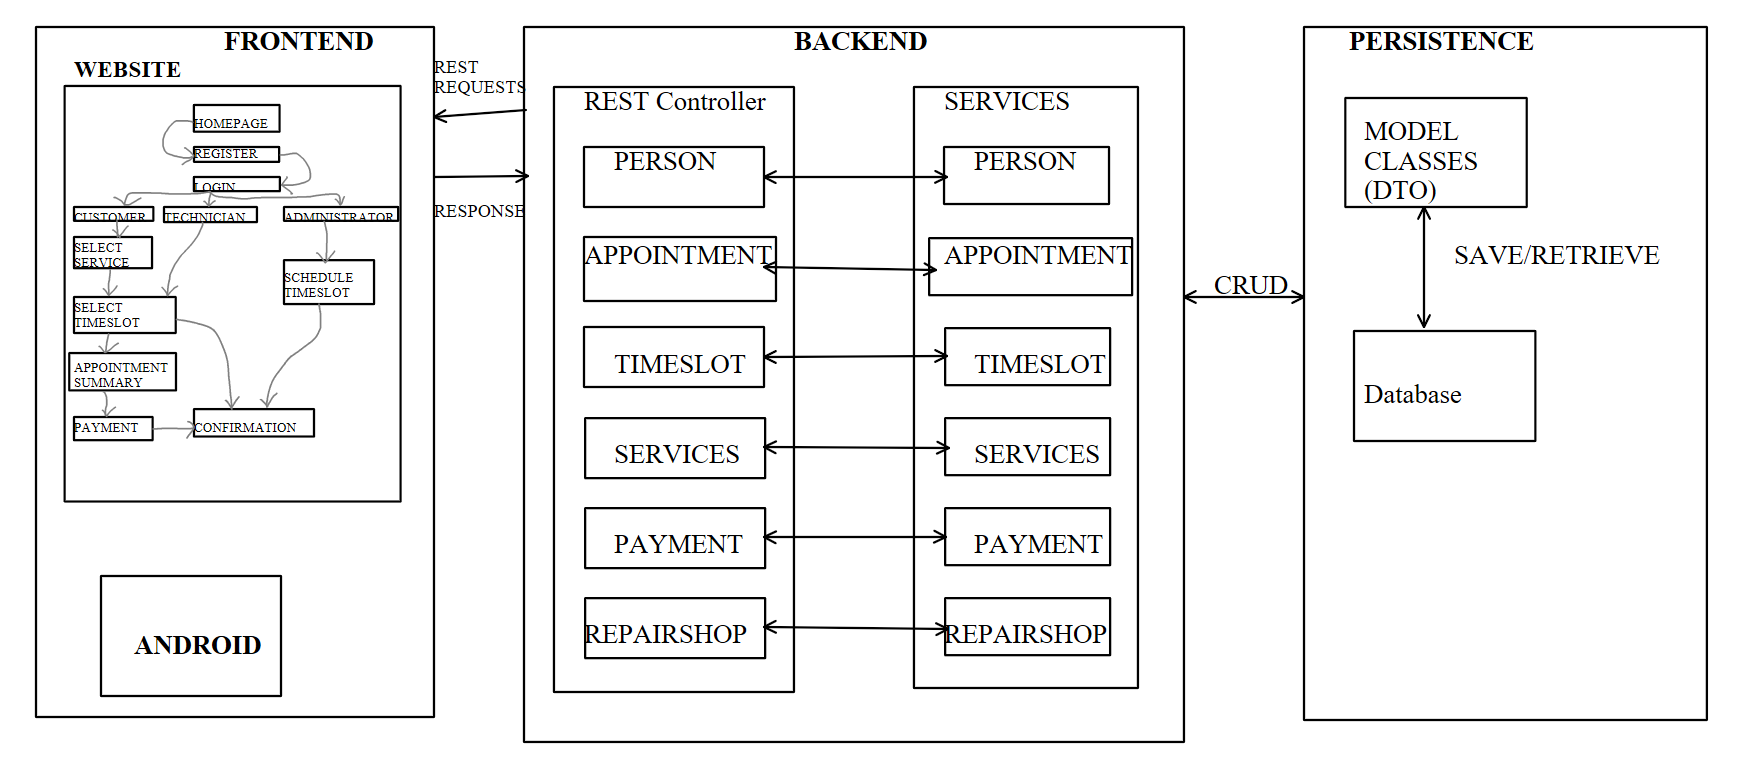 FRONTEND
WEBSITE
HOMEPAGE
REGISTER
LOGIN
CUSTOMER
TECHNICIAN
ADMINISTRATOR
SELECT
SERVICE
SCHEDULE
TIMESLOT
SELECT
TIMESLOT
APPOINTMENT
SUMMARY
PAYMENT
CONFIRMATION
ANDROID
REST
REQUESTS
RESPONSE
BACKEND
REST Controller
PERSON
APPOINTMENT
TIMESLOT
SERVICES
PAYMENT
REPAIRSHOP
SERVICES
PERSON
APPOINTMENT
TIMESLOT
SERVICES
PAYMENT
REPAIRSHOP
CRUD
PERSISTENCE
MODEL
CLASSES
(DTO)
SAVE/RETRIEVE
Database